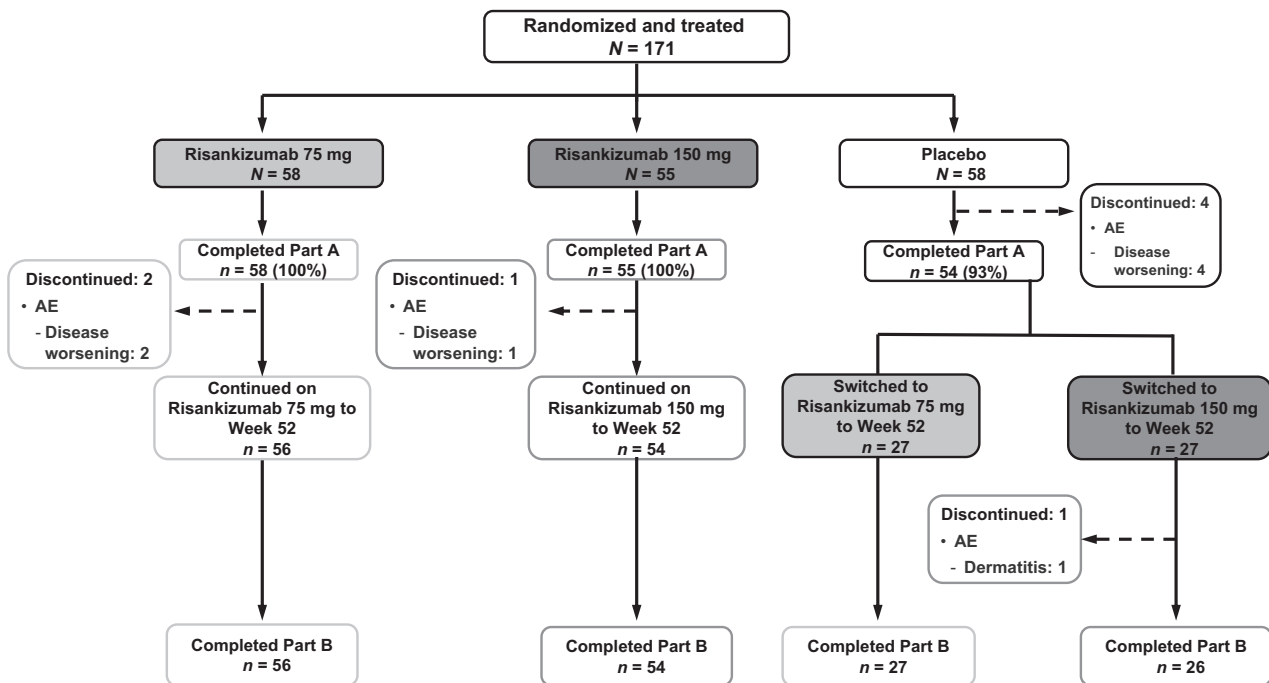 Randomized and treated
N = 171
Risankizumab 75 mg
N = 58
Risankizumab 150 mg
N = 55
Placebo
N = 58
Discontinued: 4
• AE
- Disease
worsening: 4
Completed Part A
n = 58 (100%)
Completed Part A
n = 55 (100%)
Completed Part A
n = 54 (93%)
Discontinued: 2
• AE
- Disease
worsening: 2
Discontinued: 1
• AE
- Disease
worsening: 1
Continued on
Risankizumab 75 mg to
Week 52
n = 56
Continued on
Risankizumab 150 mg
to Week 52
n = 54
Switched to
Risankizumab 75 mg
to Week 52
n = 27
Switched to
Risankizumab 150 mg
to Week 52
n = 27
Discontinued: 1
• AE
- Dermatitis: 1
Completed Part B
n = 56
Completed Part B
n = 54
Completed Part B
n = 27
Completed Part B
n = 26